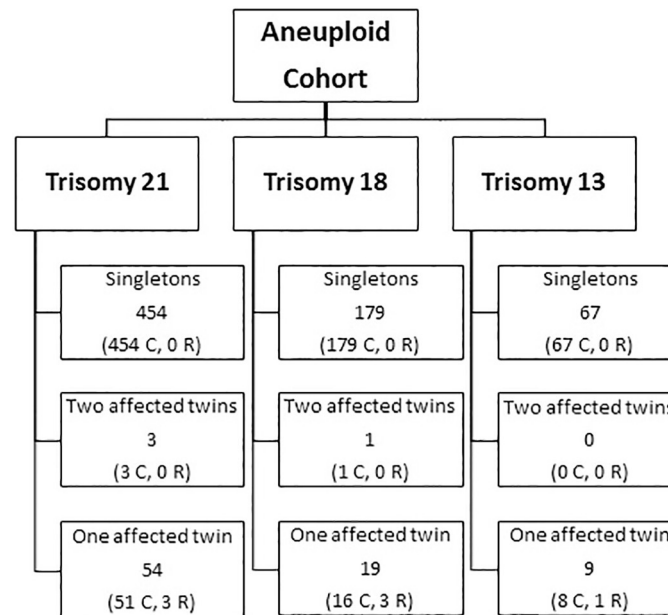 Aneuploid
Cohort
Trisomy 21
Trisomy 18
Trisomy 13
Singletons
454
(454 C, 0 R)
Singletons
179
(179 C, 0 R)
Singletons
67
(67 C, 0 R)
Two affected twins
3
(3 C, 0 R)
Two affected twins
1
(1 C, 0 R)
Two affected twins
0
(0 C, 0 R)
One affected twin
54
(51 C, 3 R)
One affected twin
19
(16 C, 3 R)
One affected twin
9
(8 C, 1 R)